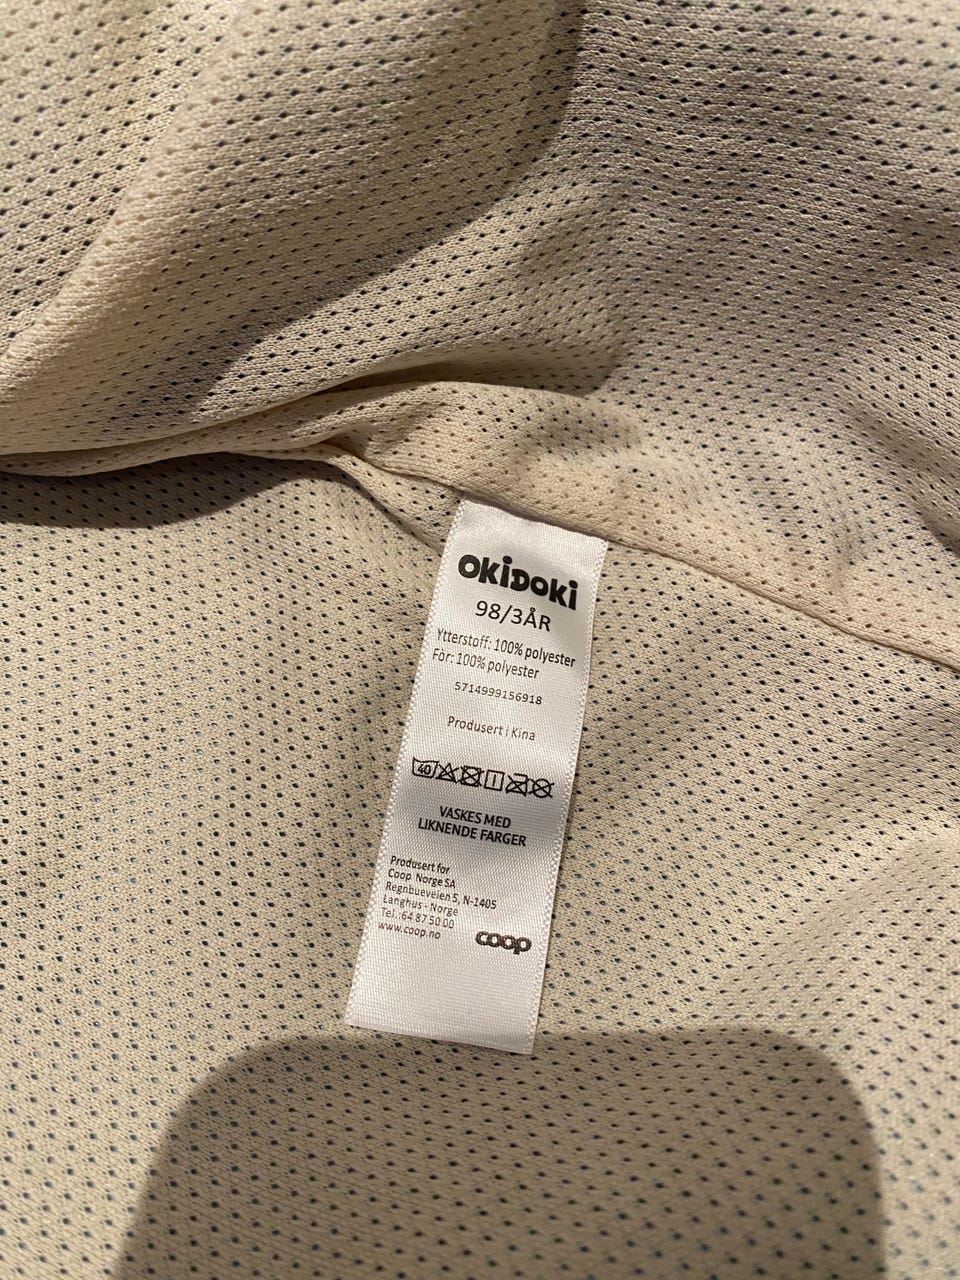 OKiDOKi
98/3ÅR
Ytterstoff: 100% polyester
Fôr: 100% polyester
5714999156918
Produsert i Kina
40
VASKES MED
LIKNENDE FARGER
Produsert for
Coop Norge SA
Regnbueveien 5, N-1405
Langhus - Norge
Tel.:64 87 50 00
www.coop.no
coop